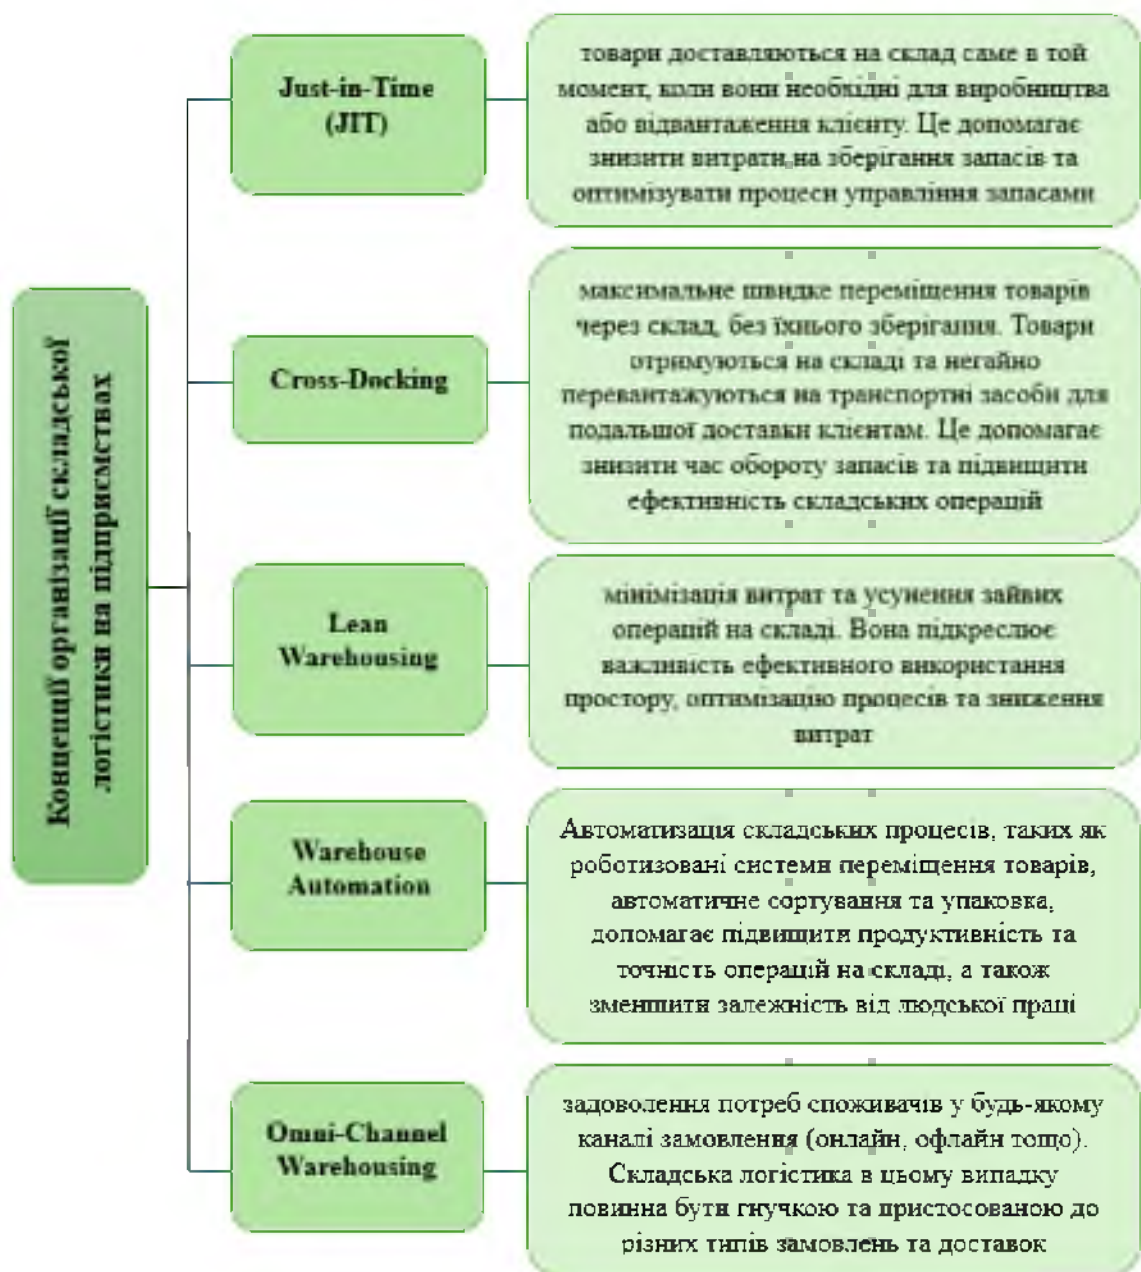 Концепції організації складської
логістики на підприємствах
Just-in-Time
(JIT)
товари доставляються на склад саме в той
момент, коли вони необхідні для виробництва
або відвантаження клієнту. Це допомагає
знизити витрати на зберігання запасів та
оптимізувати процеси управління запасами
Cross-Docking
максимальне швидке переміщення товарів
через склад, без їхнього зберігання. Товари
отримуються на складі та негайно
перевантажуються на транспортні засоби для
подальшої доставки клієнтам. Це допомагає
знизити час обороту запасів та підвищити
ефективність складських операцій
Lean
Warehousing
мінімізація витрат та усунення зайвих
операцій на складі. Вона підкреслює
важливість ефективного використання
простору, оптимізацію процесів та зниження
витрат
Warehouse
Automation
Автоматизація складських процесів, таких як
роботизовані системи переміщення товарів,
автоматичне сортування та упаковка,
допомагає підвищити продуктивність та
точність операцій на складі, а також
зменшити залежність від людської праці
Omni-Channel
Warehousing
задоволення потреб споживачів у будь-якому
каналі замовлення (онлайн, офлайн тощо).
Складська логістика в цьому випадку
повинна бути гнучкою та пристосованою до
різних типів замовлень та доставок